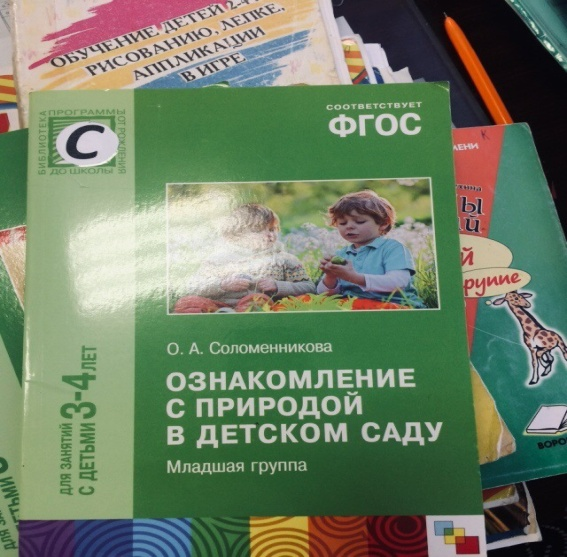 ОБУЧЕНИЕ ДЕТЕЙ 2-4
РИСОВАНИЮ, ЛЕПКЕ,
АППЛИКАЦИИ
В ИГРЕ
БИБЛИОТЕКА
ПРОГРАММЫ
ОТ РОЖДЕНИЯ
ДО ШКОЛЫ
С
СООТВЕТСТВУЕТ
ФГОС
О. А. Соломенникова
ОЗНАКОМЛЕНИЕ
С ПРИРОДОЙ
В ДЕТСКОМ САДУ
Младшая группа
ДЛЯ ЗАНЯТИЙ
С ДЕТЬМИ 3-4 ЛЕТ
группе